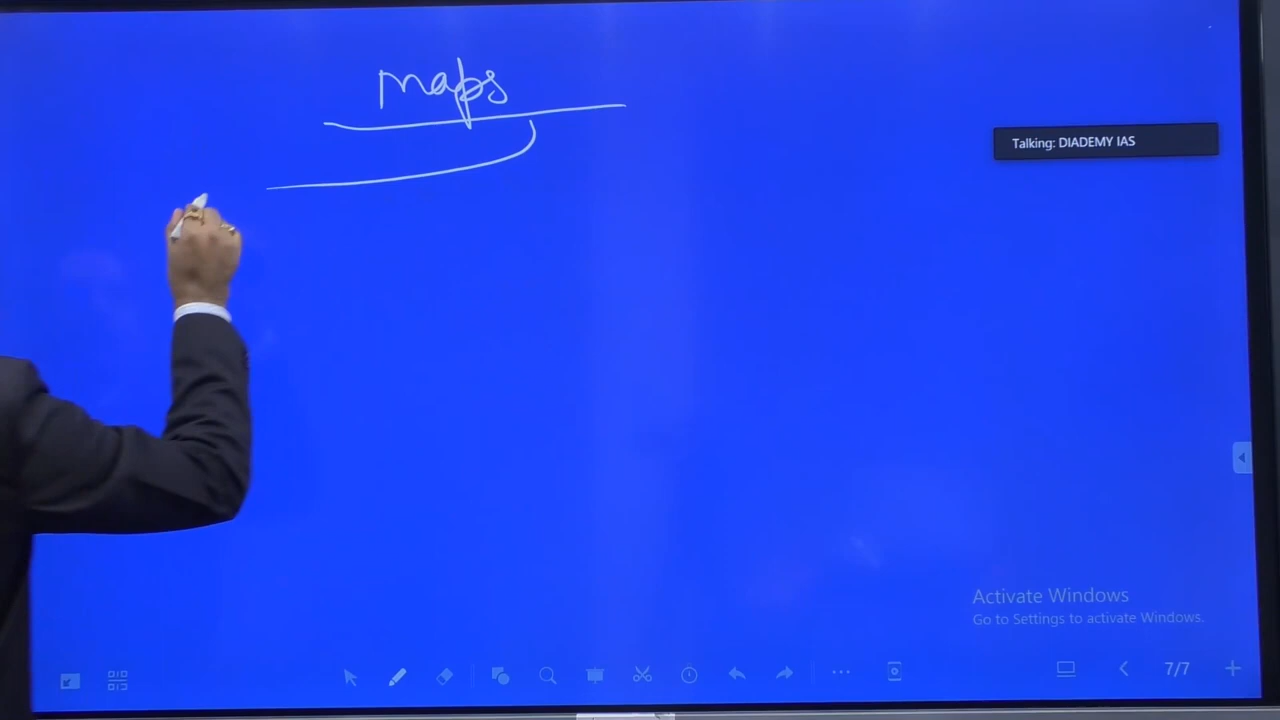 maps
Talking: DIADEMY IAS
Activate Windows
Go to Settings to activate Windows.
7/7